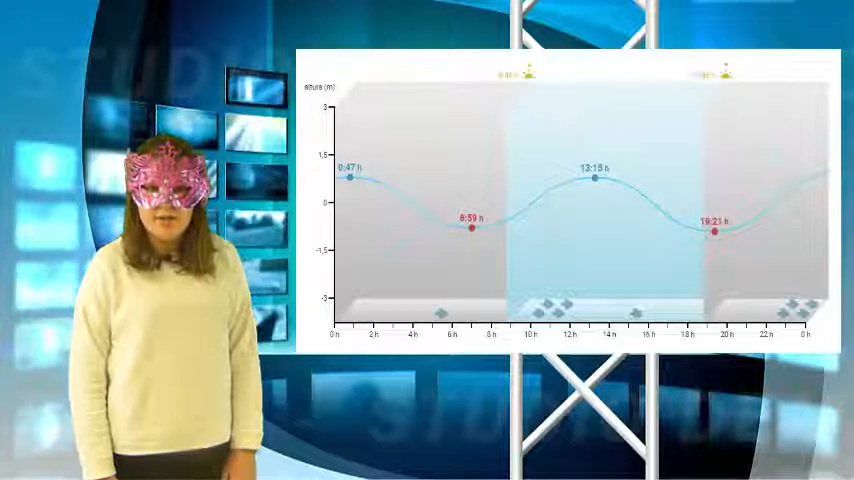 altura (m)
3
1,5
0
-1,5
-3
0:47 h
6:59 h
13:15 h
19:21 h
0 h
2 h
4 h
6 h
8 h
10 h
12 h
14 h
16 h
18 h
20 h
22 h
0 h